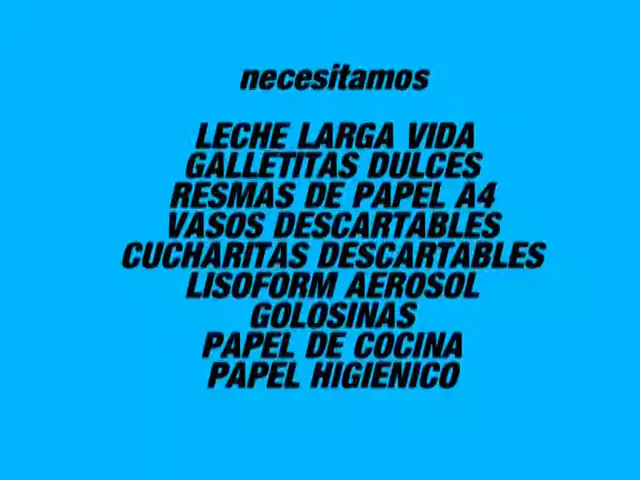 necesitamos
LECHE LARGA VIDA
GALLETITAS DULCES
RESMAS DE PAPEL A4
VASOS DESCARTABLES
CUCHARITAS DESCARTABLES
LISOFORM AEROSOL
GOLOSINAS
PAPEL DE COCINA
PAPEL HIGIENICO